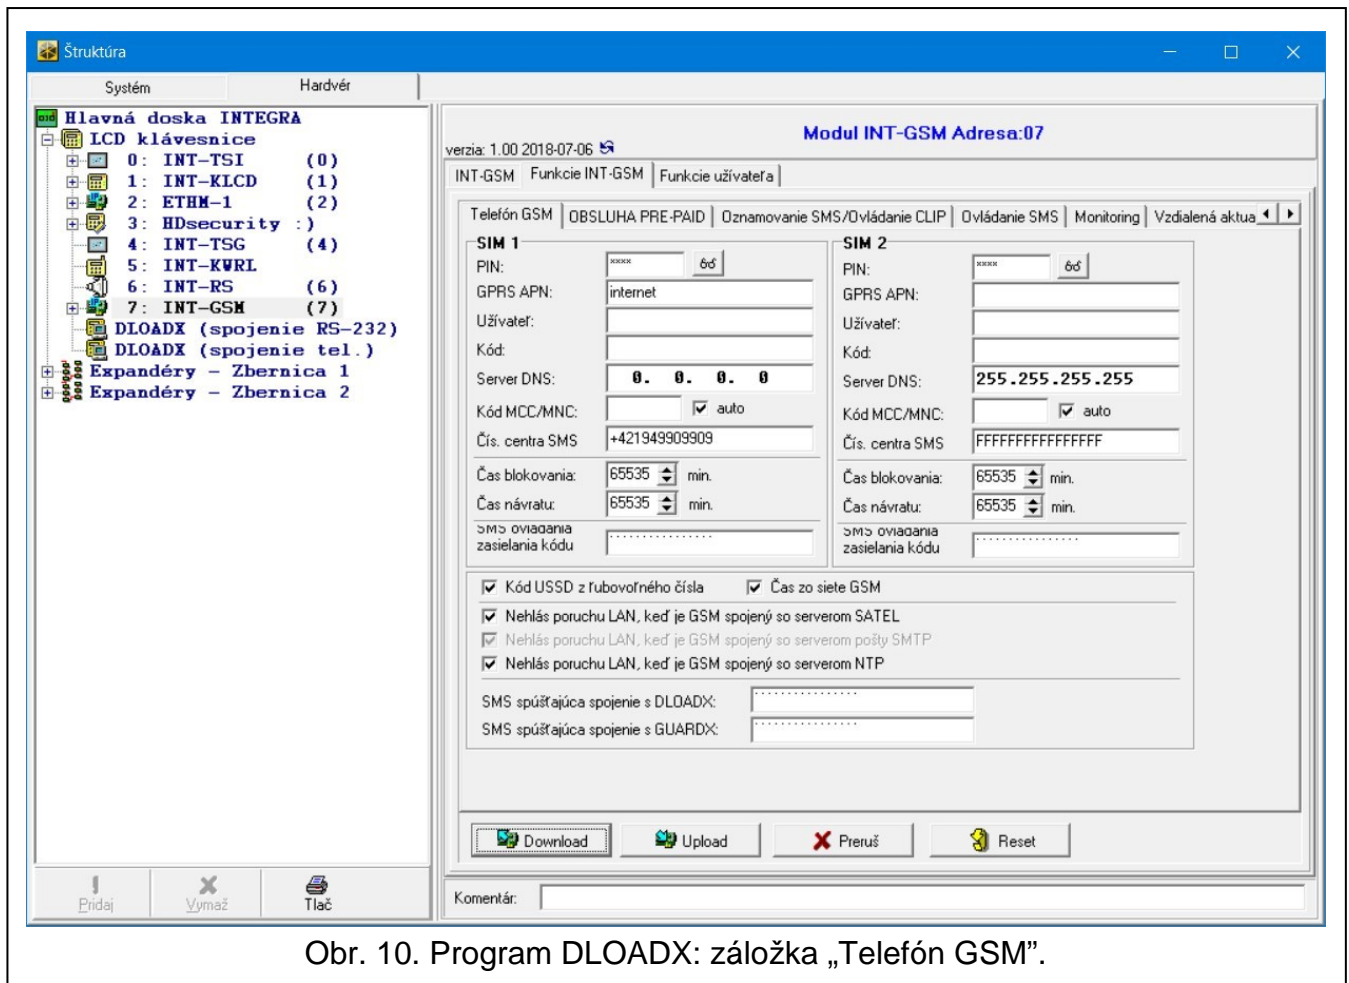 Štruktúra
Systém Hardvér
Hlavná doska INTEGRA
LCD klávesnice
0: INT-TSI (0)
1: INT-KLCD (1)
2: ETHM-1 (2)
3: HDsecurity :)
4: INT-TSG (4)
5: INT-KWRL
6: INT-RS (6)
7: INT-GSM (7)
DLOADX (spojenie RS-232)
DLOADX (spojenie tel.)
Expandéry - Zbernica 1
Expandéry - Zbernica 2
Pridaj Vymaž Tlač
Modul INT-GSM Adresa:07
verzia: 1.00 2018-07-06
INT-GSM Funkcie INT-GSM Funkcie užívateľa
Telefón GSM OBSLUHA PRE-PAID Oznamovanie SMS/Ovládanie CLIP Ovládanie SMS Monitoring Vzdialená aktua
SIM 1
PIN: ****
GPRS APN: internet
Užívateľ:
Kód:
Server DNS: 0. 0. 0. 0
Kód MCC/MNC: auto
Čís. centra SMS +421949909909
Čas blokovania: 65535 min.
Čas návratu: 65535 min.
SMS ovládania
zasielania kódu ................
SIM 2
PIN: ****
GPRS APN:
Užívateľ:
Kód:
Server DNS: 255.255.255.255
Kód MCC/MNC: auto
Čís. centra SMS FFFFFFFFFFFFFFFF
Čas blokovania: 65535 min.
Čas návratu: 65535 min.
SMS ovládania
zasielania kódu ................
Kód USSD z ľubovoľného čísla Čas zo siete GSM
Nehlás poruchu LAN, keď je GSM spojený so serverom SATEL
Nehlás poruchu LAN, keď je GSM spojený so serverom pošty SMTP
Nehlás poruchu LAN, keď je GSM spojený so serverom NTP
SMS spúšťajúca spojenie s DLOADX: ................
SMS spúšťajúca spojenie s GUARDX: ................
Download Upload Preruš Reset
Komentár:
Obr. 10. Program DLOADX: záložka „Telefón GSM”.